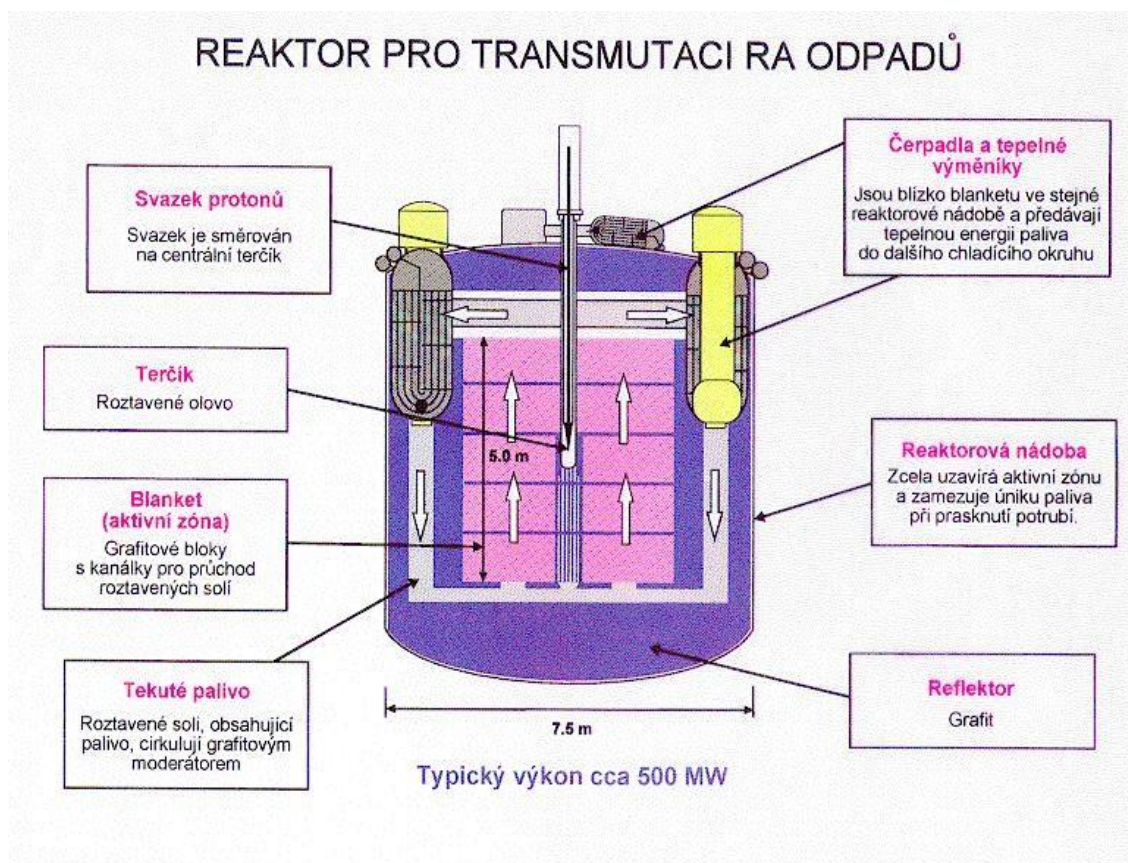 REAKTOR PRO TRANSMUTACI RA ODPADŮ
Svazek protonů
Svazek je směrován
na centrální terčík
Čerpadla a tepelné
výměníky
Jsou blízko blanketu ve stejné
reaktorové nádobě a předávají
tepelnou energii paliva
do dalšího chladícího okruhu
Terčík
Roztavené olovo
5.0 m
Blanket
(aktivní zóna)
Grafitové bloky
s kanálky pro průchod
roztavených solí
Reaktorová nádoba
Zcela uzavírá aktivní zónu
a zamezuje úniku paliva
při prasknutí potrubí.
Tekuté palivo
Roztavené soli, obsahující
palivo, cirkulují grafitovým
moderátorem
Reflektor
Grafit
7.5 m
Typický výkon cca 500 MW